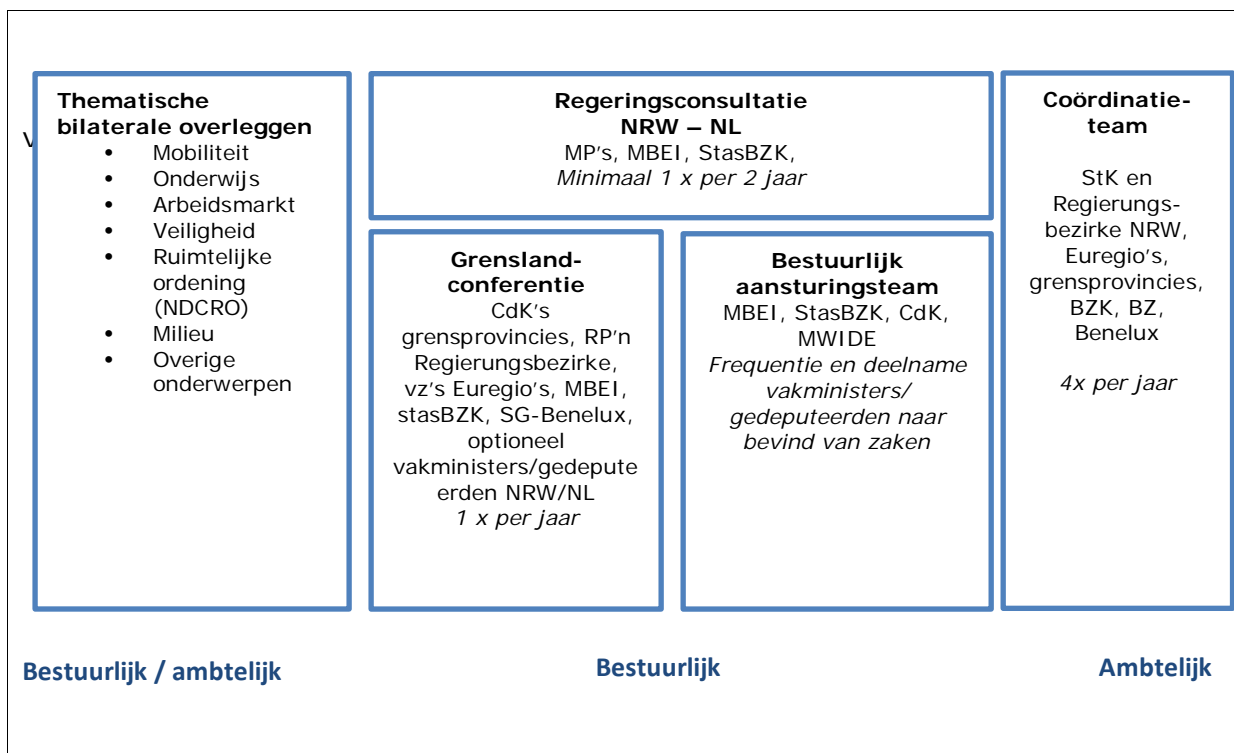 Thematische
bilaterale overleggen
• Mobiliteit
• Onderwijs
• Arbeidsmarkt
• Veiligheid
• Ruimtelijke
ordening
(NDCRO)
• Milieu
• Overige
onderwerpen
V
Regeringsconsultatie
NRW – NL
MP's, MBEI, StasBZK,
Minimaal 1 x per 2 jaar
Grensland-
conferentie
CdK's
grensprovincies, RP'n
Regierungsbezirke,
vz's Euregio's, MBEI,
stasBZK, SG-Benelux,
optioneel
vakministers/gedepute
erden NRW/NL
1 x per jaar
Bestuurlijk
aansturingsteam
MBEI, StasBZK, CdK,
MWIDE
Frequentie en deelname
vakministers/
gedeputeerden naar
bevind van zaken
Coördinatie-
team
StK en
Regierungs-
bezirke NRW,
Euregio's,
grensprovincies,
BZK, BZ,
Benelux
4x per jaar
Bestuurlijk / ambtelijk
Bestuurlijk
Ambtelijk